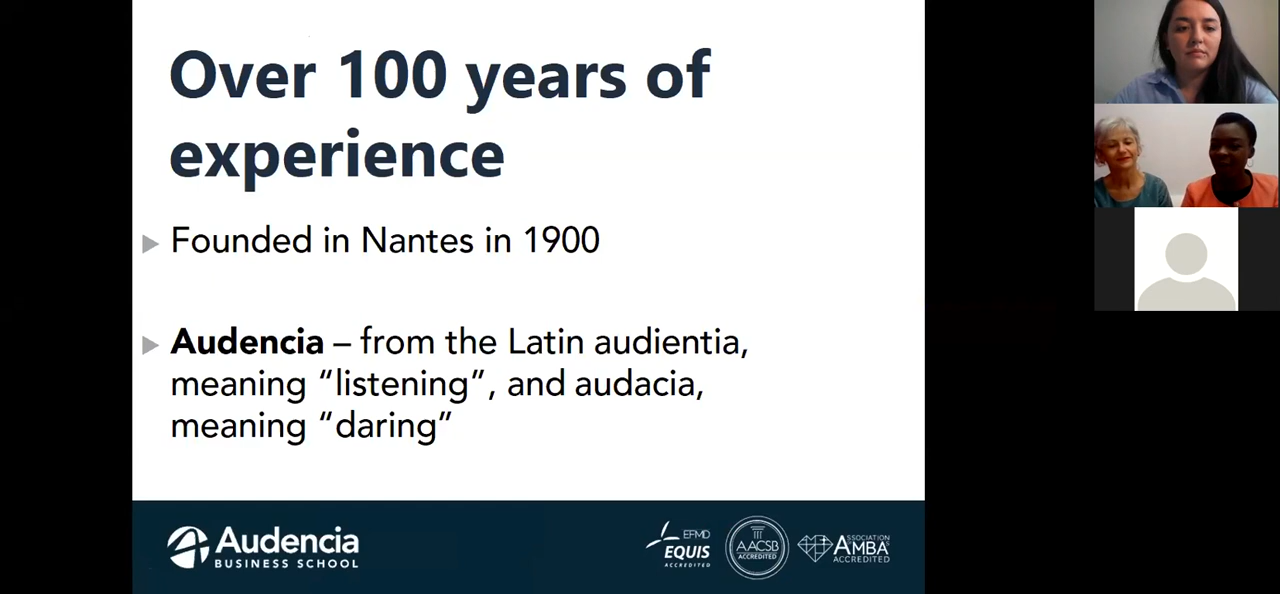 Over 100 years of
experience
Founded in Nantes in 1900
Audencia – from the Latin audientia,
meaning “listening”, and audacia,
meaning “daring”
Audencia
BUSINESS SCHOOL
EFMD
EQUIS
ACCREDITED
AACSB
ACCREDITED
ASSOCIATION
AMBA'S
ACCREDITED